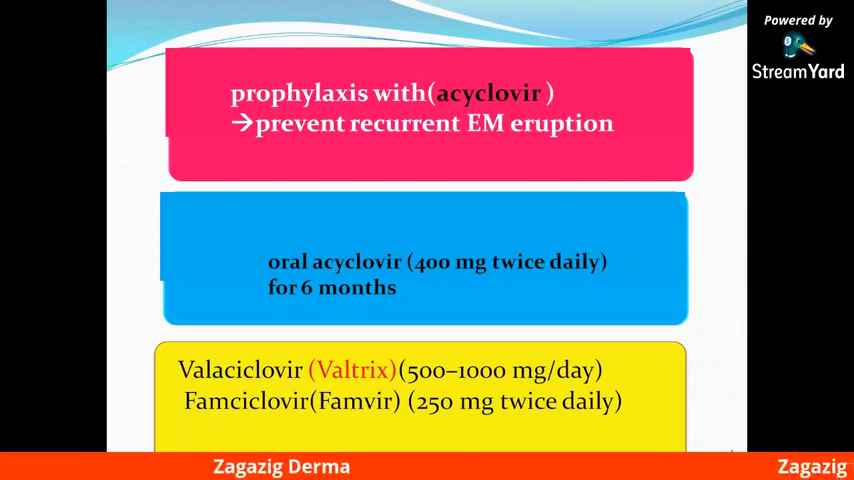 Powered by
StreamYard
prophylaxis with(acyclovir )
→prevent recurrent EM eruption
oral acyclovir (400 mg twice daily)
for 6 months
Valaciclovir (Valtrix)(500–1000 mg/day)
Famciclovir(Famvir) (250 mg twice daily)
Zagazig Derma
Zagazig